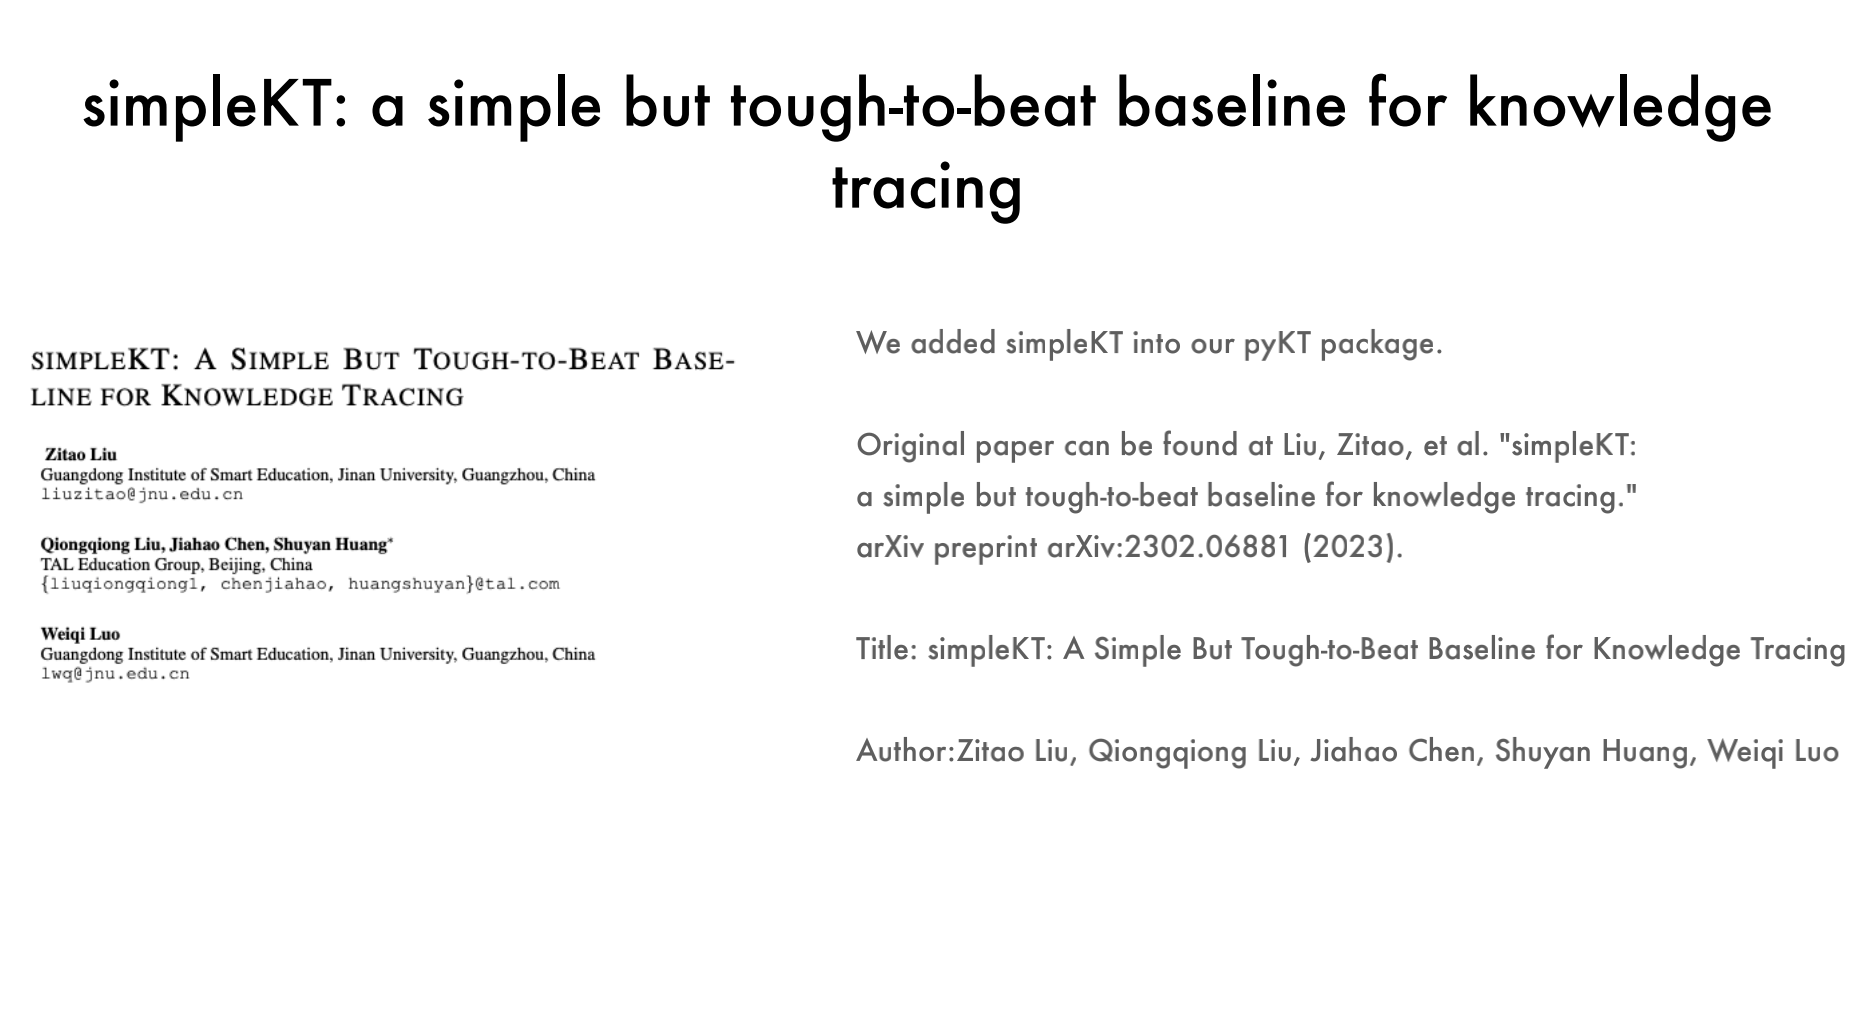 simpleKT: a simple but tough-to-beat baseline for knowledge
tracing
SIMPLEKT: A SIMPLE BUT TOUGH-TO-BEAT BASE-
LINE FOR KNOWLEDGE TRACING
Zitao Liu
Guangdong Institute of Smart Education, Jinan University, Guangzhou, China
liuzitao@jnu.edu.cn
Qiongqiong Liu, Jiahao Chen, Shuyan Huang*
TAL Education Group, Beijing, China
{liuqiongqiong1, chenjiahao, huangshuyan}@tal.com
Weiqi Luo
Guangdong Institute of Smart Education, Jinan University, Guangzhou, China
lwq@jnu.edu.cn
We added simpleKT into our pyKT package.
Original paper can be found at Liu, Zitao, et al. "simpleKT:
a simple but tough-to-beat baseline for knowledge tracing."
arXiv preprint arXiv:2302.06881 (2023).
Title: simpleKT: A Simple But Tough-to-Beat Baseline for Knowledge Tracing
Author:Zitao Liu, Qiongqiong Liu, Jiahao Chen, Shuyan Huang, Weiqi Luo